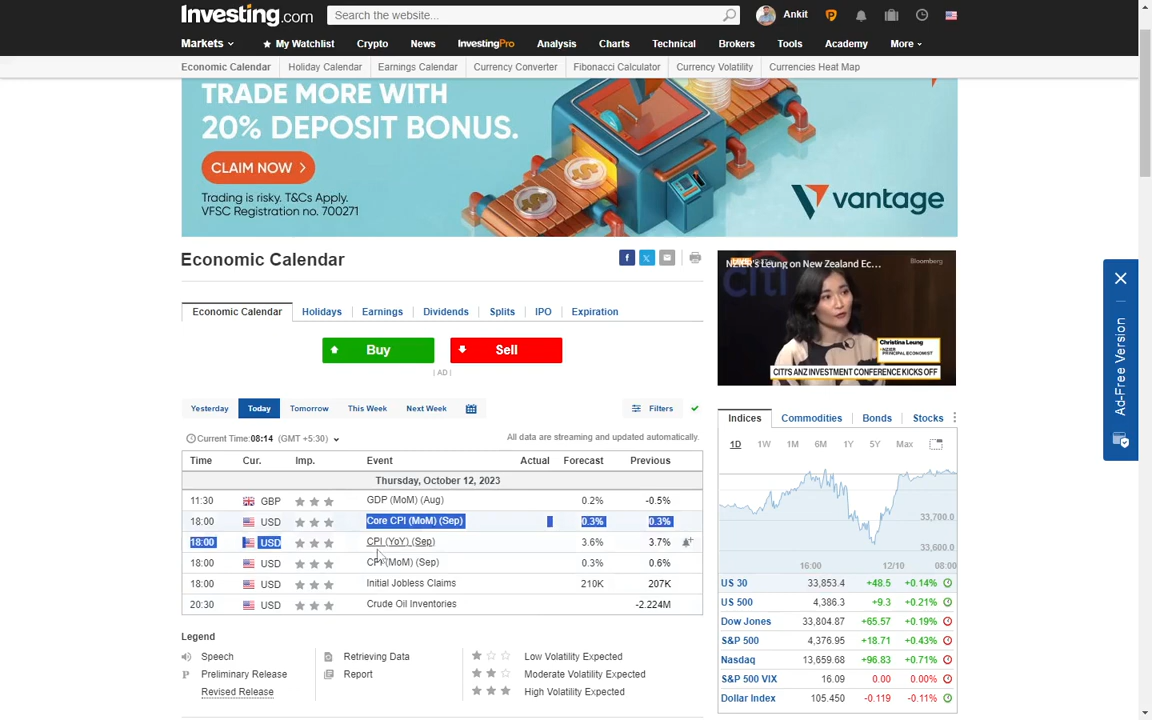 Investing.com
Search the website...
Ankit
Markets
My Watchlist
Crypto
News
InvestingPro
Analysis
Charts
Technical
Brokers
Tools
Academy
More
Economic Calendar
Holiday Calendar
Earnings Calendar
Currency Converter
Fibonacci Calculator
Currency Volatility
Currencies Heat Map
TRADE MORE WITH
20% DEPOSIT BONUS.
CLAIM NOW >
Trading is risky. T&Cs Apply.
VFSC Registration no. 700271
vantage
Economic Calendar
Economic Calendar
Holidays
Earnings
Dividends
Splits
IPO
Expiration
Buy
Sell
| AD |
Yesterday
Today
Tomorrow
This Week
Next Week
Filters
Current Time:08:14 (GMT +5:30)
All data are streaming and updated automatically.
Time Cur. Imp. Event Actual Forecast Previous
Thursday, October 12, 2023
11:30 GBP GDP (MoM) (Aug) 0.2% -0.5%
18:00 USD Core CPI (MoM) (Sep) 0.3% 0.3%
18:00 USD CPI (YoY) (Sep) 3.6% 3.7%
18:00 USD CPI (MoM) (Sep) 0.3% 0.6%
18:00 USD Initial Jobless Claims 210K 207K
20:30 USD Crude Oil Inventories -2.224M
Legend
Speech
Preliminary Release
Revised Release
Retrieving Data
Report
Low Volatility Expected
Moderate Volatility Expected
High Volatility Expected
NZIER's Leung on New Zealand Ec...
Bloomberg
citi
Christina Leung
NZIER
PRINCIPAL ECONOMIST
CITI'S ANZ INVESTMENT CONFERENCE KICKS OFF
Indices
Commodities
Bonds
Stocks
1D 1W 1M 6M 1Y 5Y Max
33,700.0
33,600.0
16:00 12/10 08:00
US 30 33,853.4 +48.5 +0.14%
US 500 4,386.3 +9.3 +0.21%
Dow Jones 33,804.87 +65.57 +0.19%
S&P 500 4,376.95 +18.71 +0.43%
Nasdaq 13,659.68 +96.83 +0.71%
S&P 500 VIX 16.09 0.00 0.00%
Dollar Index 105.450 -0.119 -0.11%
Ad-Free Version